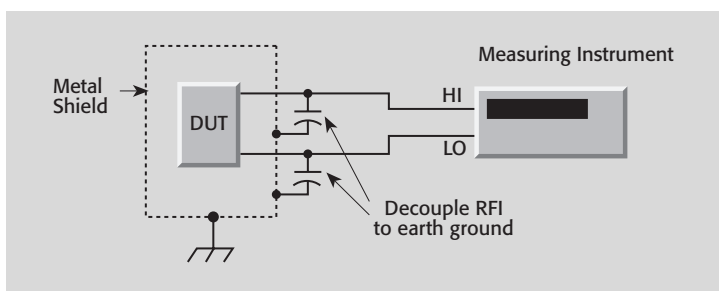 Measuring Instrument
Metal
Shield
DUT
HI
LO
Decouple RFI
to earth ground